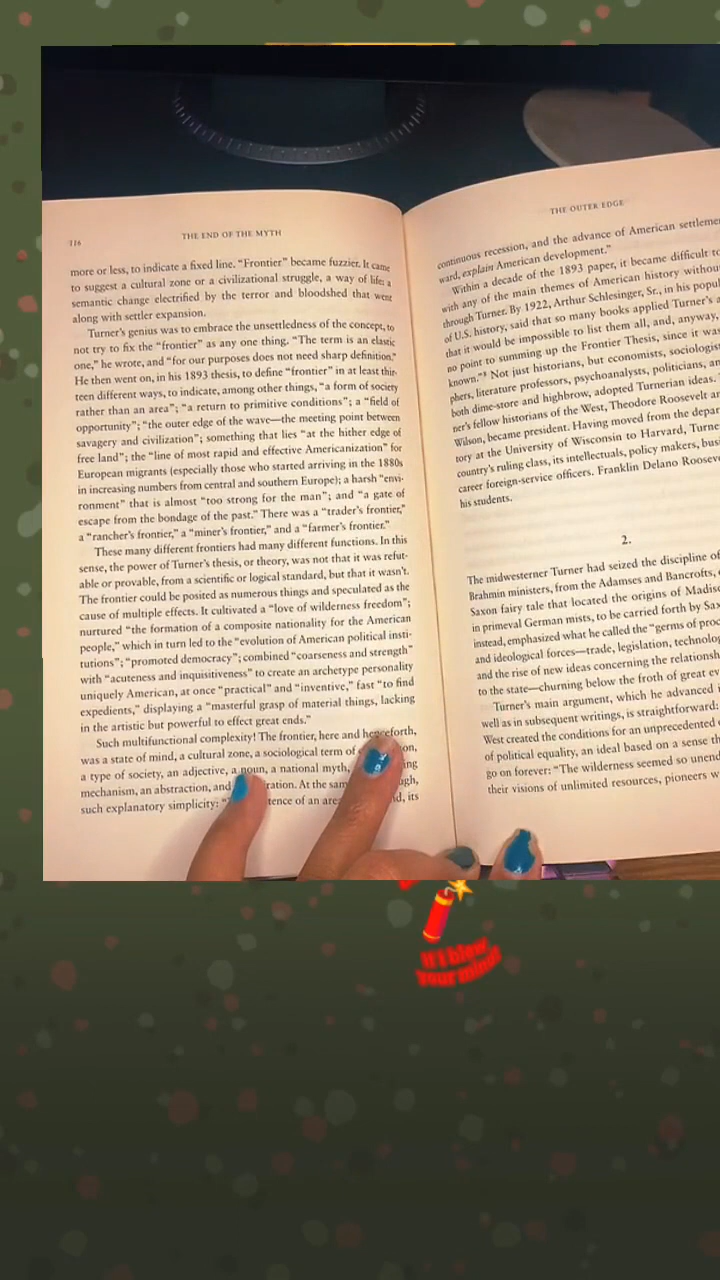 116
THE END OF THE MYTH
more or less, to indicate a fixed line. “Frontier” became fuzzier. It came
to suggest a cultural zone or a civilizational struggle, a way of life: a
semantic change electrified by the terror and bloodshed that went
along with settler expansion.
Turner’s genius was to embrace the unsettledness of the concept, to
not try to fix the “frontier” as any one thing. “The term is an elastic
one,” he wrote, and “for our purposes does not need sharp definition.”
He then went on, in his 1893 thesis, to define “frontier” in at least thir-
teen different ways, to indicate, among other things, “a form of society
rather than an area”; “a return to primitive conditions”; a “field of
opportunity”; “the outer edge of the wave—the meeting point between
savagery and civilization”; something that lies “at the hither edge of
free land”; the “line of most rapid and effective Americanization” for
European migrants (especially those who started arriving in the 1880s
in increasing numbers from central and southern Europe); a harsh “envi-
ronment” that is almost “too strong for the man”; and “a gate of
escape from the bondage of the past.” There was a “trader’s frontier,”
a “rancher’s frontier,” a “miner’s frontier,” and a “farmer’s frontier.”
These many different frontiers had many different functions. In this
sense, the power of Turner’s thesis, or theory, was not that it was refut-
able or provable, from a scientific or logical standard, but that it wasn’t.
The frontier could be posited as numerous things and speculated as the
cause of multiple effects. It cultivated a “love of wilderness freedom”;
nurtured “the formation of a composite nationality for the American
people,” which in turn led to the “evolution of American political insti-
tutions”; “promoted democracy”; combined “coarseness and strength”
with “acuteness and inquisitiveness” to create an archetype personality
uniquely American, at once “practical” and “inventive,” fast “to find
expedients,” displaying a “masterful grasp of material things, lacking
in the artistic but powerful to effect great ends.”
Such multifunctional complexity! The frontier, here and henceforth,
was a state of mind, a cultural zone, a sociological term of
a type of society, an adjective, a noun, a national myth,
mechanism, an abstraction, and At the
such explanatory simplicity: its
THE OUTER EDGE
continuous recession, and the advance of American settleme
ward, explain American development.”
Within a decade of the 1893 paper, it became difficult to
with any of the main themes of American history withou
through Turner. By 1922, Arthur Schlesinger, Sr., in his popul
of U.S. history, said that so many books applied Turner’s
that it would be impossible to list them all, and, anyway,
no point to summing up the Frontier Thesis, since it was
known.”⁸ Not just historians, but economists, sociologist
phers, literature professors, psychoanalysts, politicians, an
both dime-store and highbrow, adopted Turnerian ideas.
ner’s fellow historians of the West, Theodore Roosevelt an
Wilson, became president. Having moved from the depar
tory at the University of Wisconsin to Harvard, Turne
country’s ruling class, its intellectuals, policy makers, busi
career foreign-service officers. Franklin Delano Roosev
his students.
2.
The midwesterner Turner had seized the discipline of
Brahmin ministers, from the Adamses and Bancrofts,
Saxon fairy tale that located the origins of Madis
in primeval German mists, to be carried forth by Sax
instead, emphasized what he called the “germs of proc
and ideological forces—trade, legislation, technolog
and the rise of new ideas concerning the relationsh
to the state—churning below the froth of great ev
Turner’s main argument, which he advanced i
well as in subsequent writings, is straightforward:
West created the conditions for an unprecedented
of political equality, an ideal based on a sense th
go on forever: “The wilderness seemed so unend
their visions of unlimited resources, pioneers w
If I blew
Your mind!